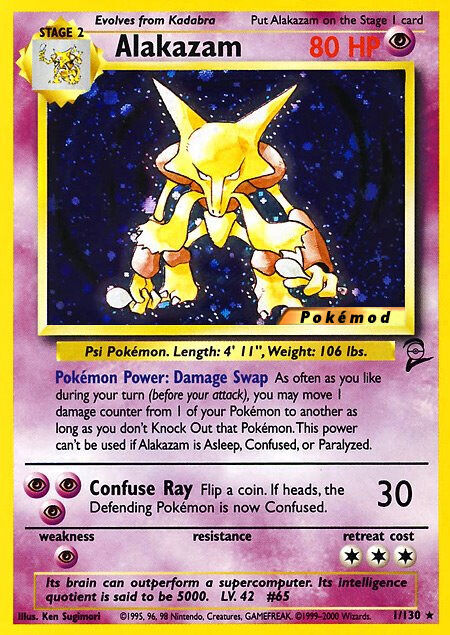 Evolves from Kadabra
Put Alakazam on the Stage 1 card
STAGE 2
Alakazam
80 HP
Pokémod
Psi Pokémon. Length: 4' 11", Weight: 106 lbs.
Pokémon Power: Damage Swap As often as you like
during your turn (before your attack), you may move 1
damage counter from 1 of your Pokémon to another as
long as you don't Knock Out that Pokémon. This power
can't be used if Alakazam is Asleep, Confused, or Paralyzed.
Confuse Ray Flip a coin. If heads, the
Defending Pokémon is now Confused.
30
weakness
resistance
retreat cost
Its brain can outperform a supercomputer. Its intelligence
quotient is said to be 5000. LV. 42 #65
Illus. Ken Sugimori
©1995, 96, 98 Nintendo, Creatures, GAMEFREAK. ©1999-2000 Wizards.
1/130 ★